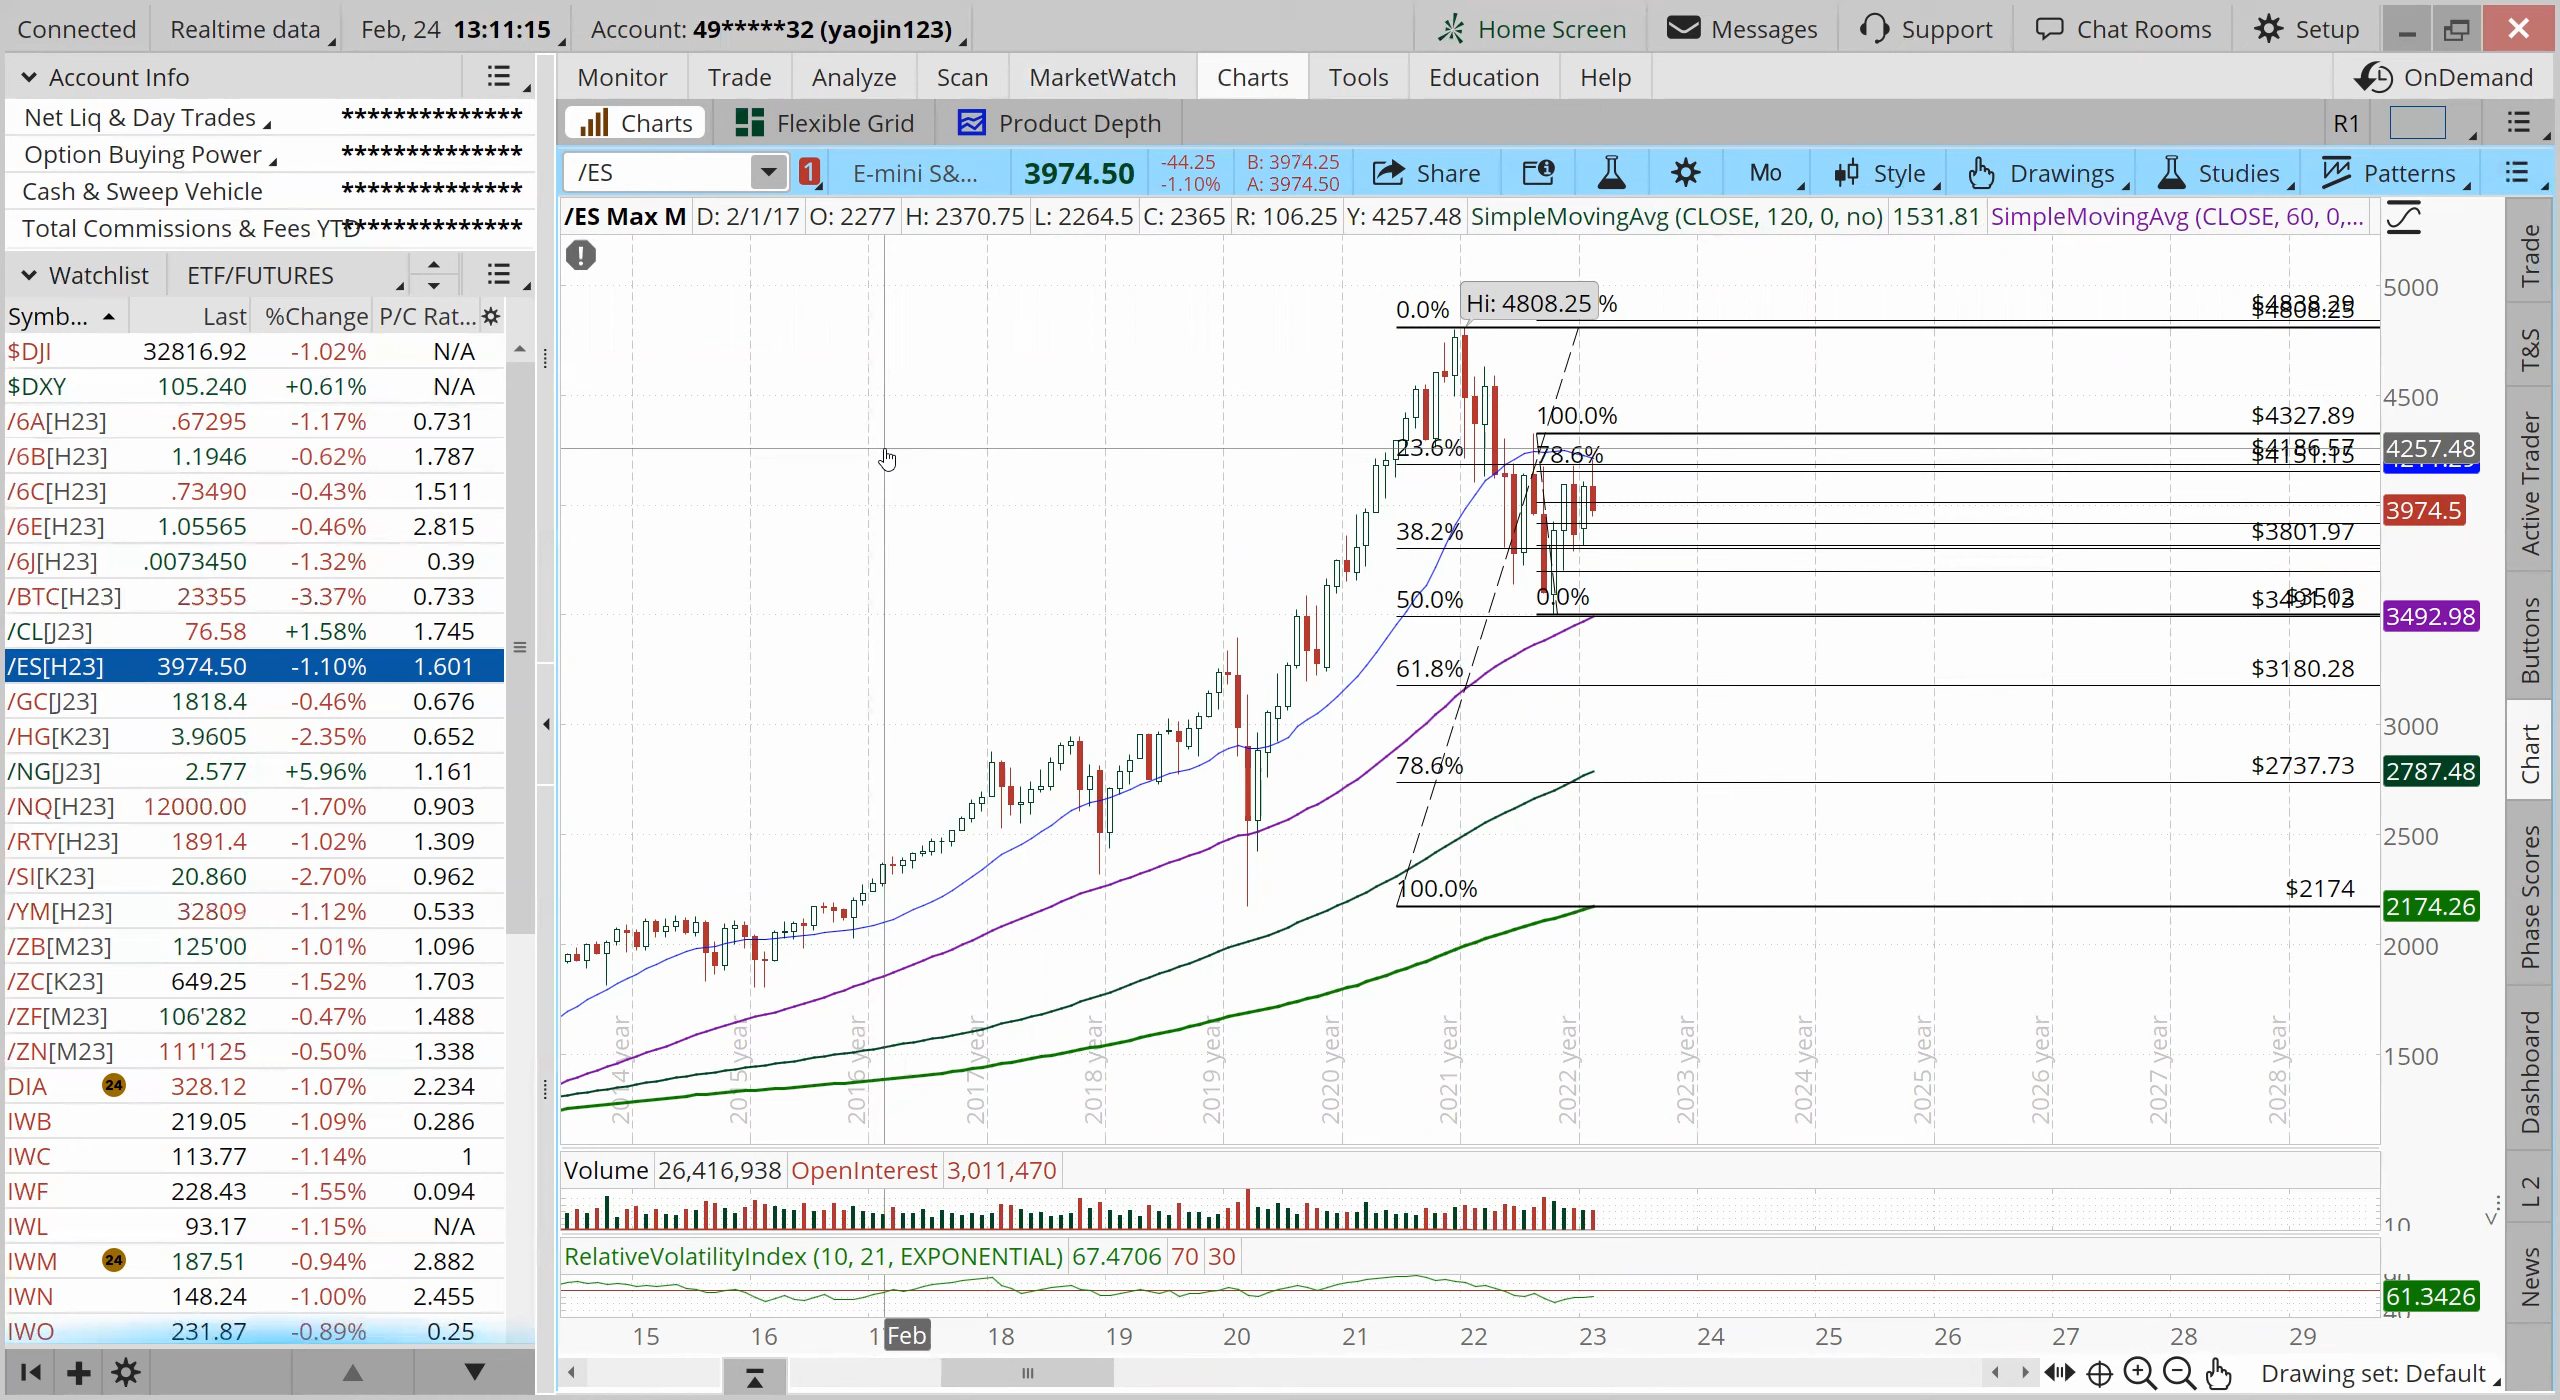 Connected Realtime data Feb, 24 13:11:15 Account: 49*****32 (yaojin123) Home Screen Messages Support Chat Rooms Setup
Account Info
Net Liq & Day Trades **************
Option Buying Power **************
Cash & Sweep Vehicle **************
Total Commissions & Fees YTD **************
Watchlist ETF/FUTURES
Symb... Last %Change P/C Rat...
$DJI 32816.92 -1.02% N/A
$DXY 105.240 +0.61% N/A
/6A[H23] .67295 -1.17% 0.731
/6B[H23] 1.1946 -0.62% 1.787
/6C[H23] .73490 -0.43% 1.511
/6E[H23] 1.05565 -0.46% 2.815
/6J[H23] .0073450 -1.32% 0.39
/BTC[H23] 23355 -3.37% 0.733
/CL[J23] 76.58 +1.58% 1.745
/ES[H23] 3974.50 -1.10% 1.601
/GC[J23] 1818.4 -0.46% 0.676
/HG[K23] 3.9605 -2.35% 0.652
/NG[J23] 2.577 +5.96% 1.161
/NQ[H23] 12000.00 -1.70% 0.903
/RTY[H23] 1891.4 -1.02% 1.309
/SI[K23] 20.860 -2.70% 0.962
/YM[H23] 32809 -1.12% 0.533
/ZB[M23] 125'00 -1.01% 1.096
/ZC[K23] 649.25 -1.52% 1.703
/ZF[M23] 106'282 -0.47% 1.488
/ZN[M23] 111'125 -0.50% 1.338
DIA 24 328.12 -1.07% 2.234
IWB 219.05 -1.09% 0.286
IWC 113.77 -1.14% 1
IWF 228.43 -1.55% 0.094
IWL 93.17 -1.15% N/A
IWM 24 187.51 -0.94% 2.882
IWN 148.24 -1.00% 2.455
IWO 231.87 -0.89% 0.25
Monitor Trade Analyze Scan MarketWatch Charts Tools Education Help OnDemand
Charts Flexible Grid Product Depth R1
/ES 1 E-mini S&... 3974.50 -44.25 B: 3974.25 Share Mo Style Drawings Studies Patterns
-1.10% A: 3974.50
/ES Max M D: 2/1/17 O: 2277 H: 2370.75 L: 2264.5 C: 2365 R: 106.25 Y: 4257.48 SimpleMovingAvg (CLOSE, 120, 0, no) 1531.81 SimpleMovingAvg (CLOSE, 60, 0,...
5000
0.0% Hi: 4808.25 % $4838.29
$4808.25
4500
100.0% $4327.89
23.6% 78.6% $4186.57 4257.48
$4151.15
3974.5
38.2% $3801.97
50.0% 0.0% $3502
3492.98
61.8% $3180.28
3000
78.6% $2737.73 2787.48
2500
100.0% $2174 2174.26
2000
1500
2014 year 2015 year 2016 year 2017 year 2018 year 2019 year 2020 year 2021 year 2022 year 2023 year 2024 year 2025 year 2026 year 2027 year 2028 year
Volume 26,416,938 OpenInterest 3,011,470
10
RelativeVolatilityIndex (10, 21, EXPONENTIAL) 67.4706 70 30
61.3426
15 16 Feb 18 19 20 21 22 23 24 25 26 27 28 29
Drawing set: Default
Trade
T&S
Active Trader
Buttons
Chart
Phase Scores
Dashboard
L 2
News